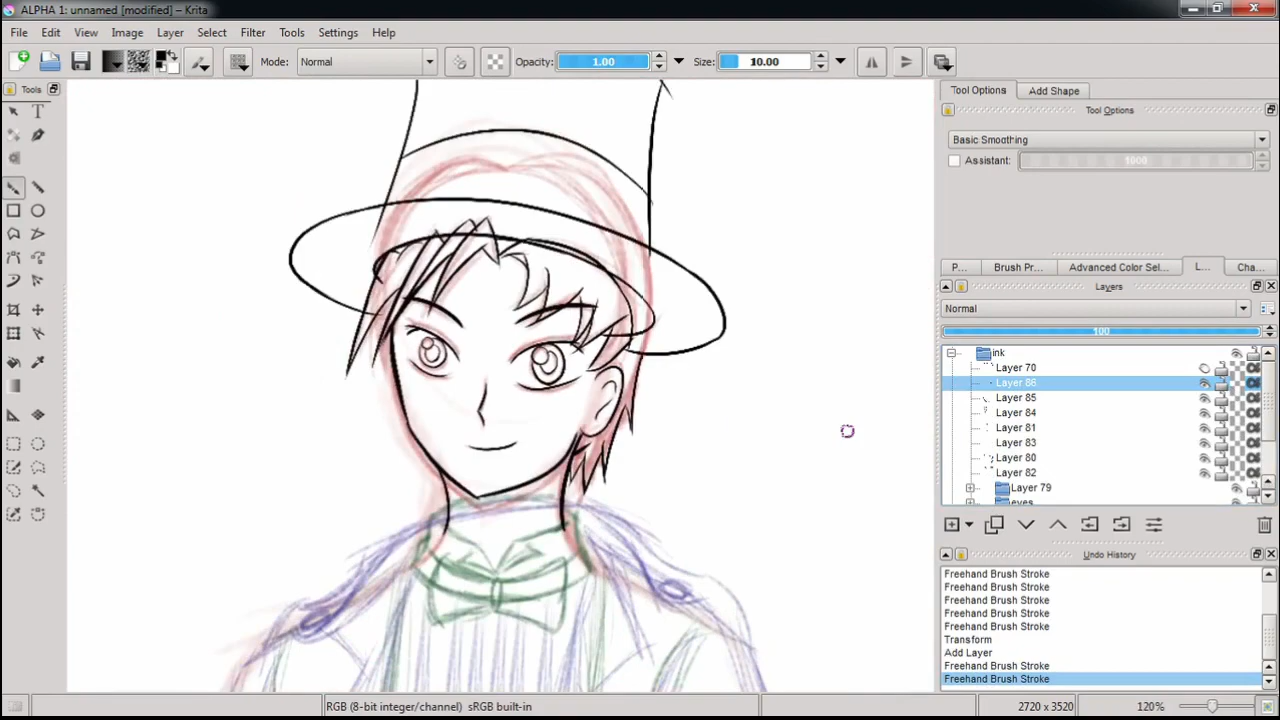 ALPHA 1: unnamed [modified] – Krita
File Edit View Image Layer Select Filter Tools Settings Help
Mode: Normal Opacity: 1.00 Size: 10.00
Tools
Tool Options Add Shape
Tool Options
Basic Smoothing
Assistant: 1000
P... Brush Pr... Advanced Color Sel... L... Cha...
Layers
Normal
100
ink
Layer 70
Layer 86
Layer 85
Layer 84
Layer 81
Layer 83
Layer 80
Layer 82
Layer 79
eyes
Undo History
Freehand Brush Stroke
Freehand Brush Stroke
Freehand Brush Stroke
Freehand Brush Stroke
Freehand Brush Stroke
Transform
Add Layer
Freehand Brush Stroke
Freehand Brush Stroke
RGB (8-bit integer/channel) sRGB built-in 2720 x 3520 120%